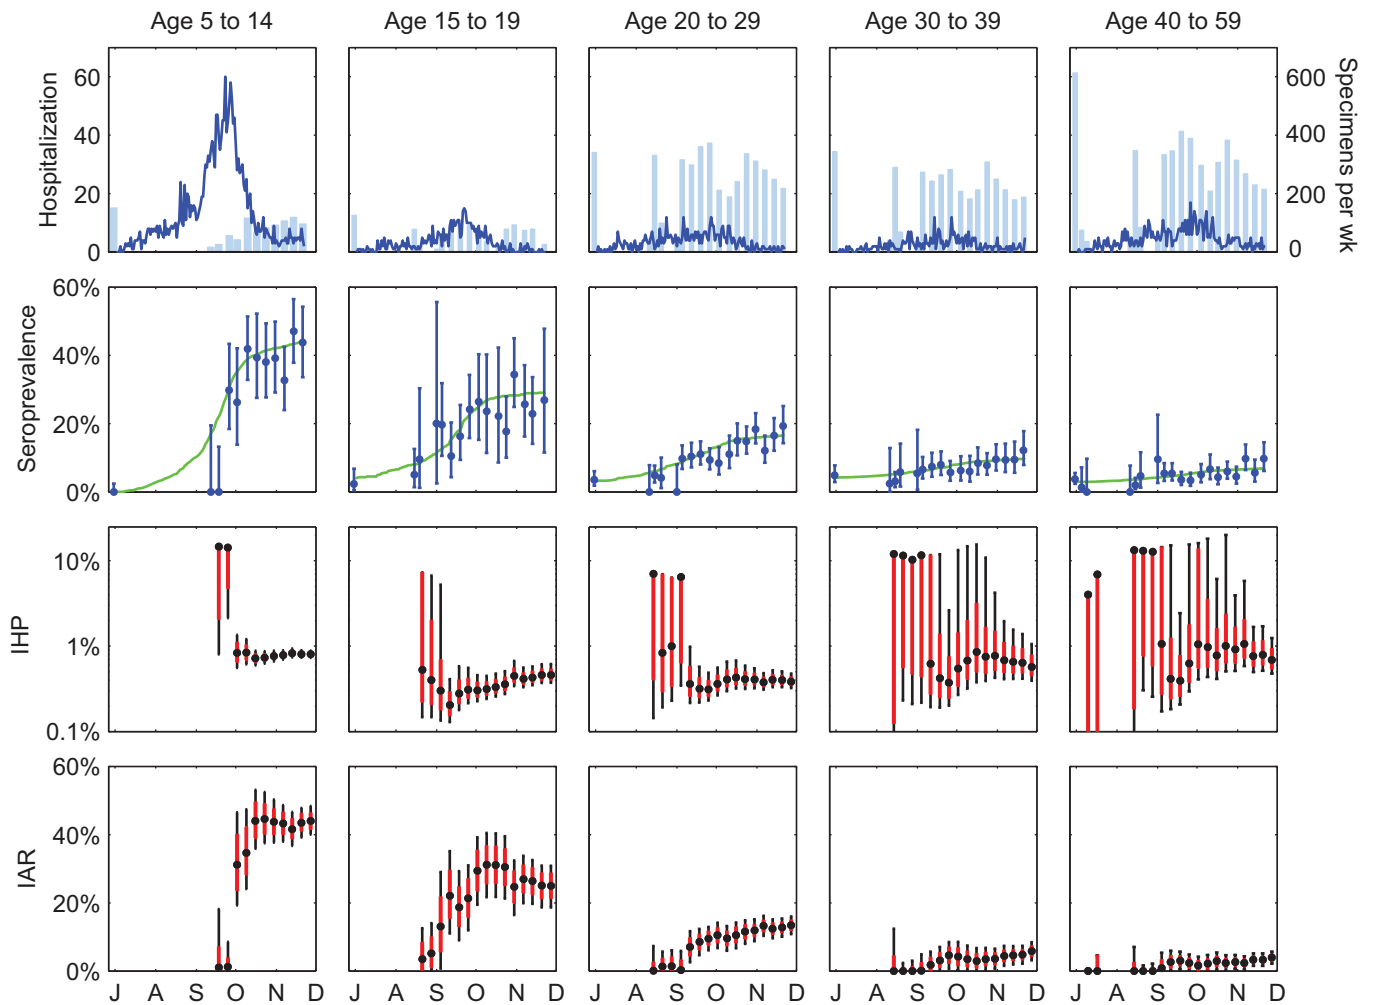 Age 5 to 14 Age 15 to 19 Age 20 to 29 Age 30 to 39 Age 40 to 59
Hospitalization
60
40
20
0
600
400
200
0
Specimens per wk
Seroprevalence
60%
40%
20%
0%
IHP
10%
1%
0.1%
IAR
60%
40%
20%
0%
J A S O N D J A S O N D J A S O N D J A S O N D J A S O N D